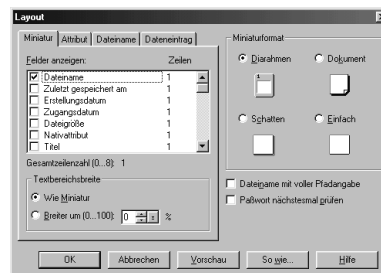 Layout
Miniatur Attribut Dateiname Dateneintrag
Felder anzeigen: Zeilen
Dateiname 1
Zuletzt gespeichert am 1
Erstellungsdatum 1
Zugangsdatum 1
Dateigröße 1
Nativattribut 1
Titel 1
Gesamtzeilenzahl (0...8): 1
Textbereichsbreite
Wie Miniatur
Breiter um (0...100): 0 %
Miniaturformat
Diarahmen Dokument
1
Schatten Einfach
Dateiname mit voller Pfadangabe
Paßwort nächstesmal prüfen
OK Abbrechen Vorschau So wie... Hilfe